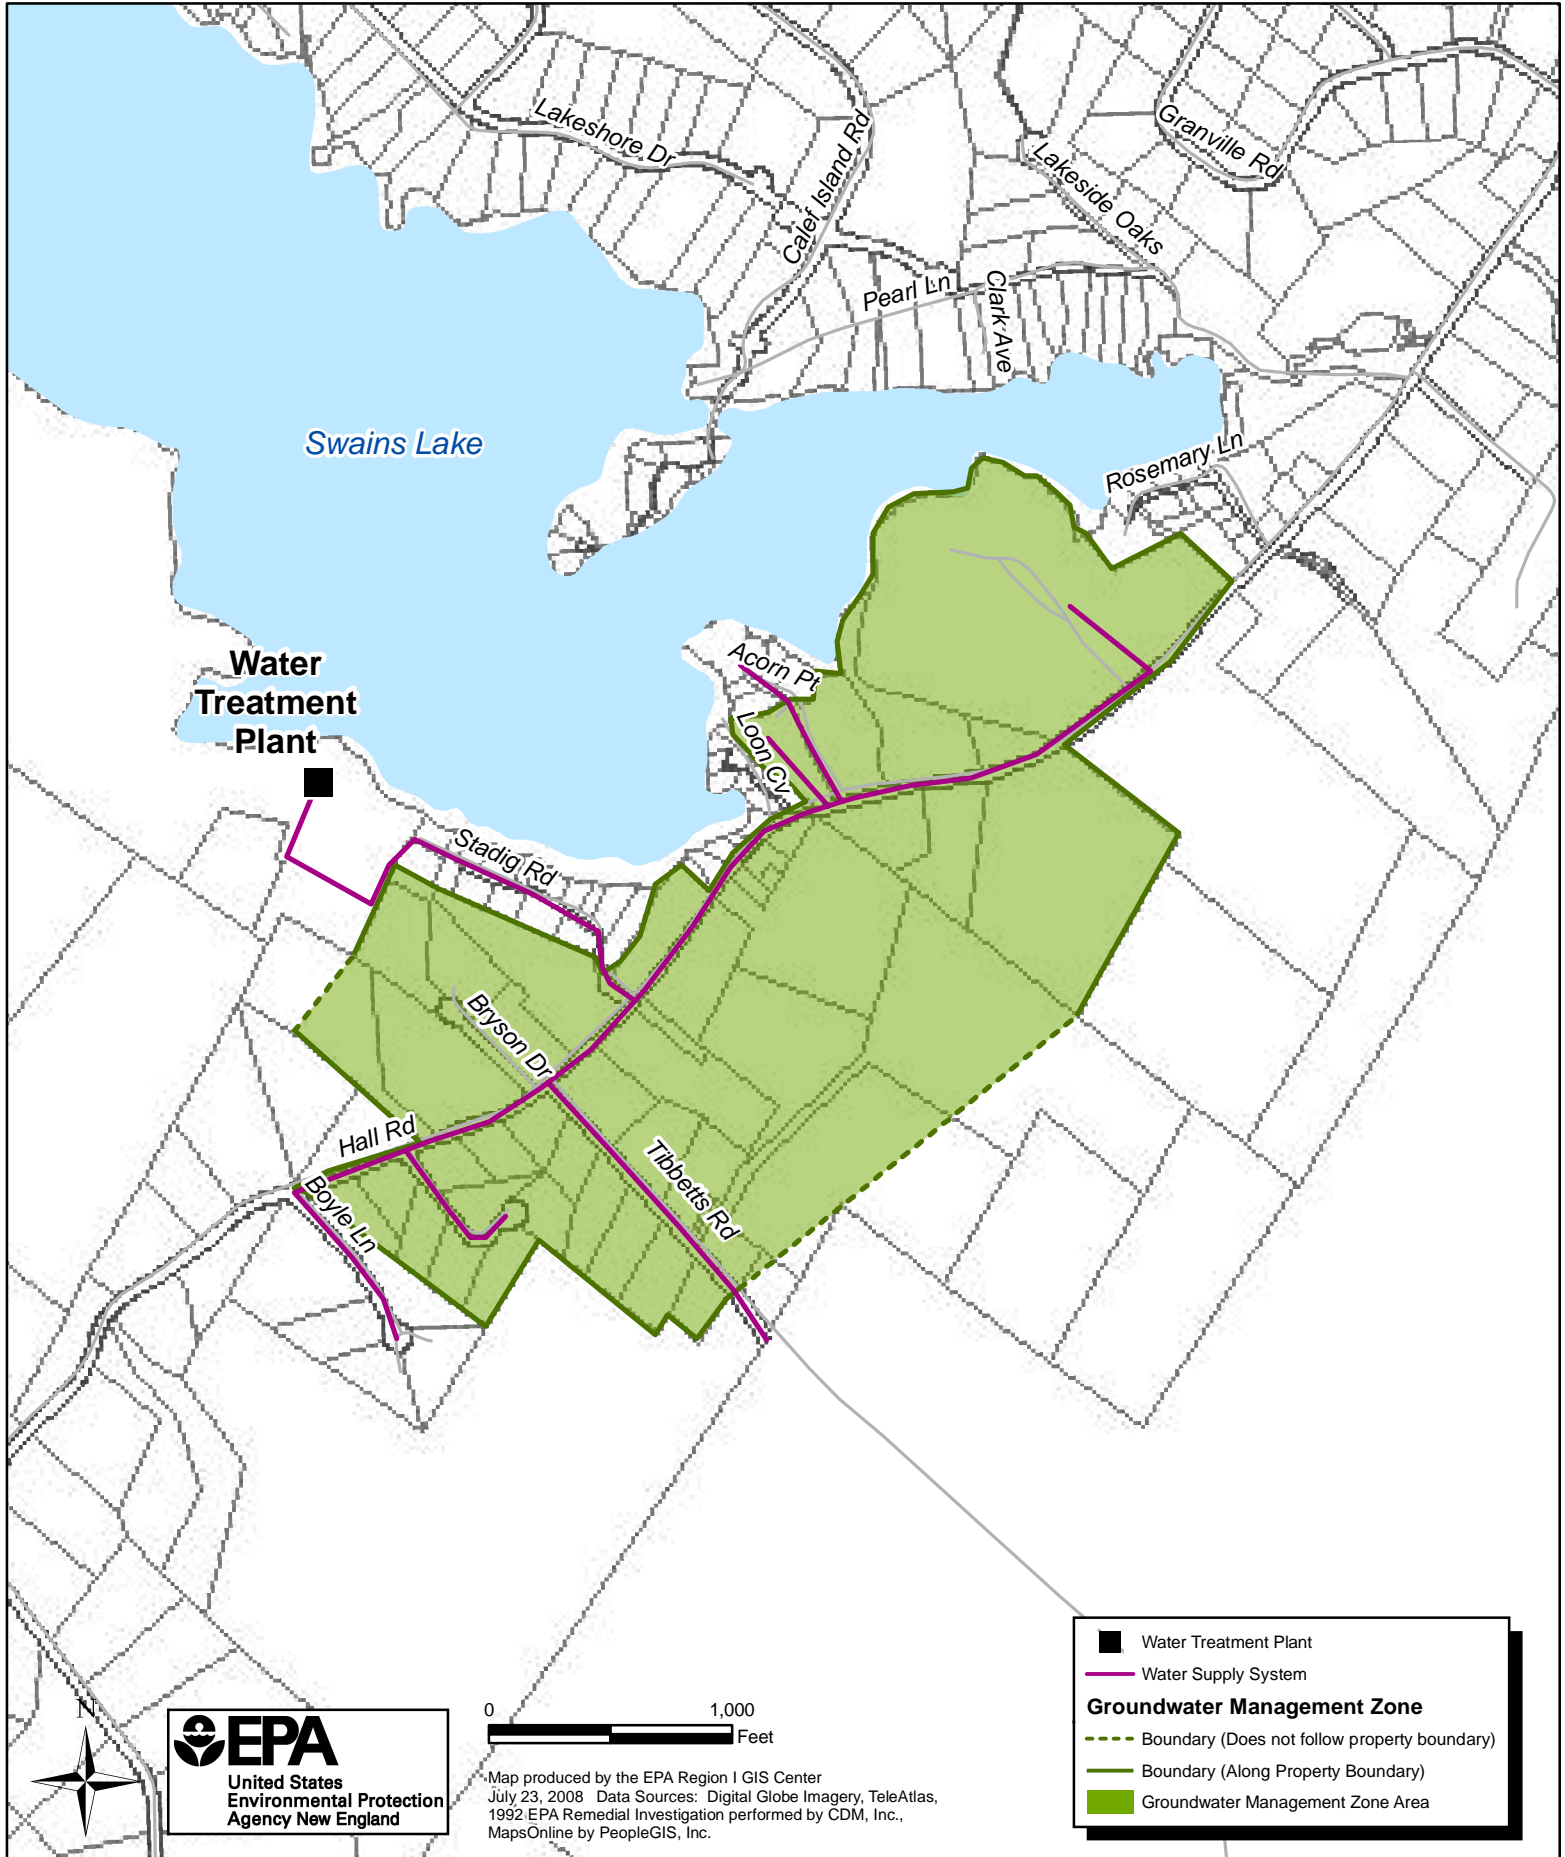 Lakeshore Dr
Calef Island Rd
Granville Rd
Lakeside Oaks
Pearl Ln
Clark Ave
Swains Lake
Rosemary Ln
Acorn Pt
Loon Cv
Water
Treatment
Plant
Stadig Rd
Bryson Dr
Hall Rd
Boyle Ln
Tibbetts Rd
N
EPA
United States
Environmental Protection
Agency New England
0 1,000
Feet
Map produced by the EPA Region I GIS Center
July 23, 2008 Data Sources: Digital Globe Imagery, TeleAtlas,
1992 EPA Remedial Investigation performed by CDM, Inc.,
MapsOnline by PeopleGIS, Inc.
Water Treatment Plant
Water Supply System
Groundwater Management Zone
Boundary (Does not follow property boundary)
Boundary (Along Property Boundary)
Groundwater Management Zone Area